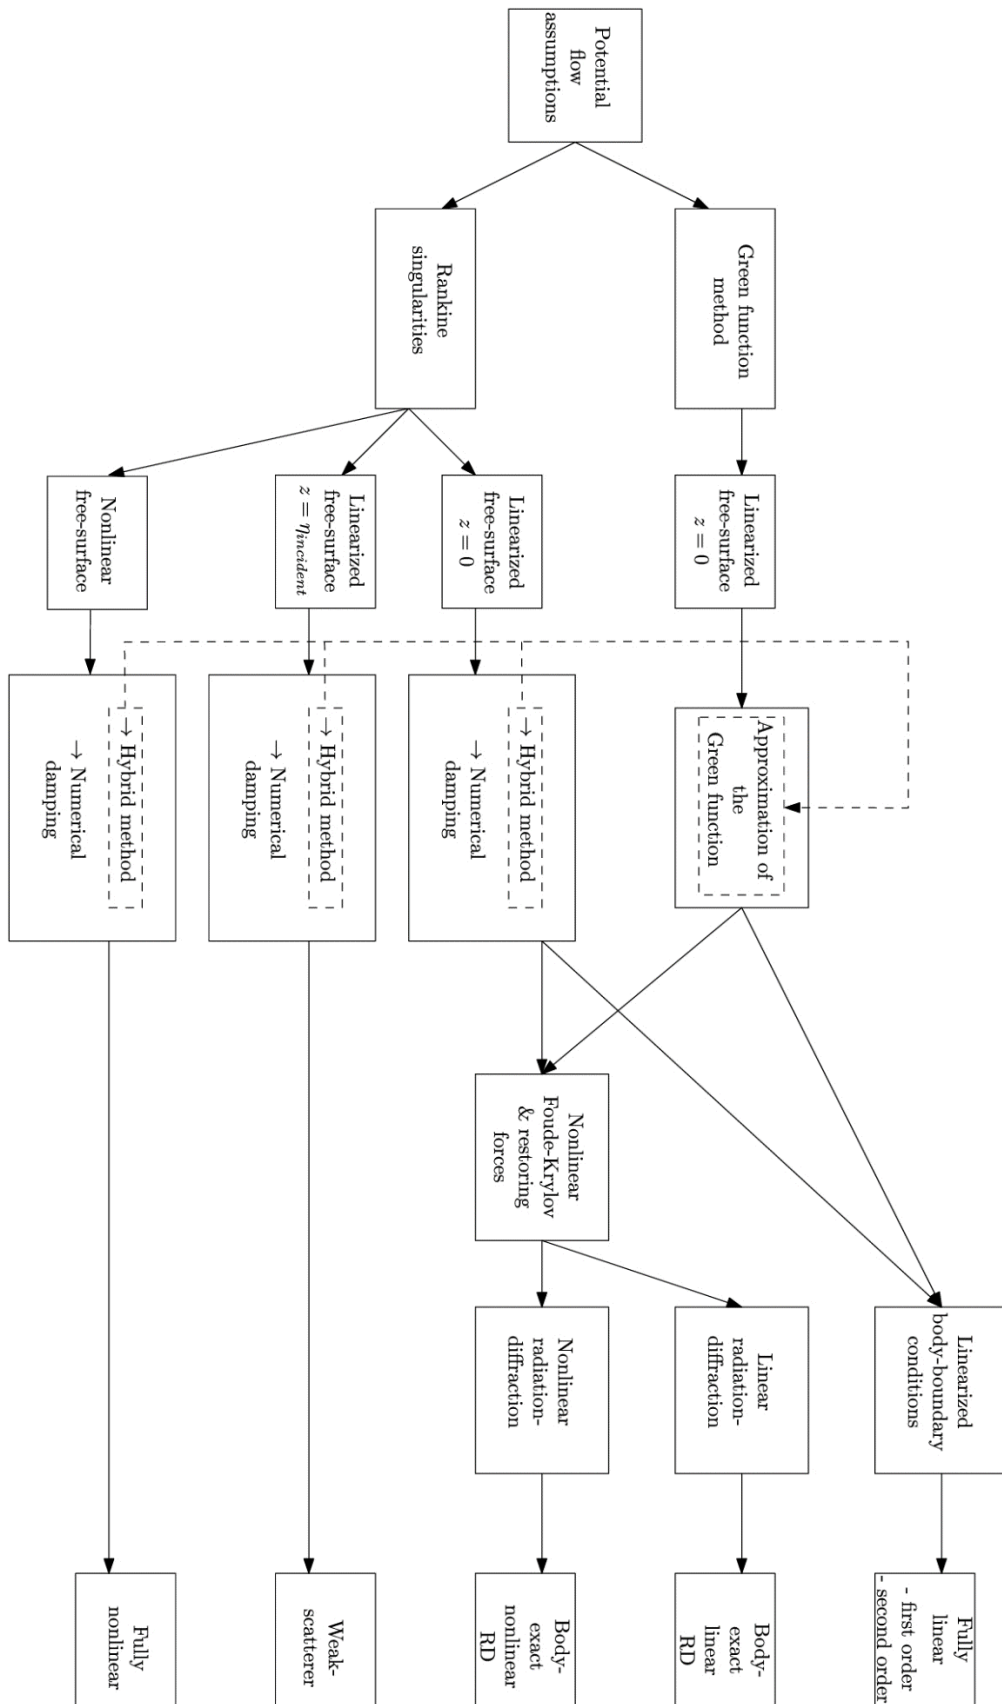 Potential
flow
assumptions
Green function
method
Rankine
singularities
Linearized
free-surface
z = 0
Linearized
free-surface
z = 0
Linearized
free-surface
z = ηincident
Nonlinear
free-surface
Approximation of
the
Green function
→ Hybrid method
→ Numerical
damping
→ Hybrid method
→ Numerical
damping
→ Hybrid method
→ Numerical
damping
Nonlinear
Foude-Krylov
& restoring
forces
Linearized
body-boundary
conditions
Linear
radiation-
diffraction
Nonlinear
radiation-
diffraction
Fully
linear
- first order
- second order
Body-
exact
linear
RD
Body-
exact
nonlinear
RD
Weak-
scatterer
Fully
nonlinear